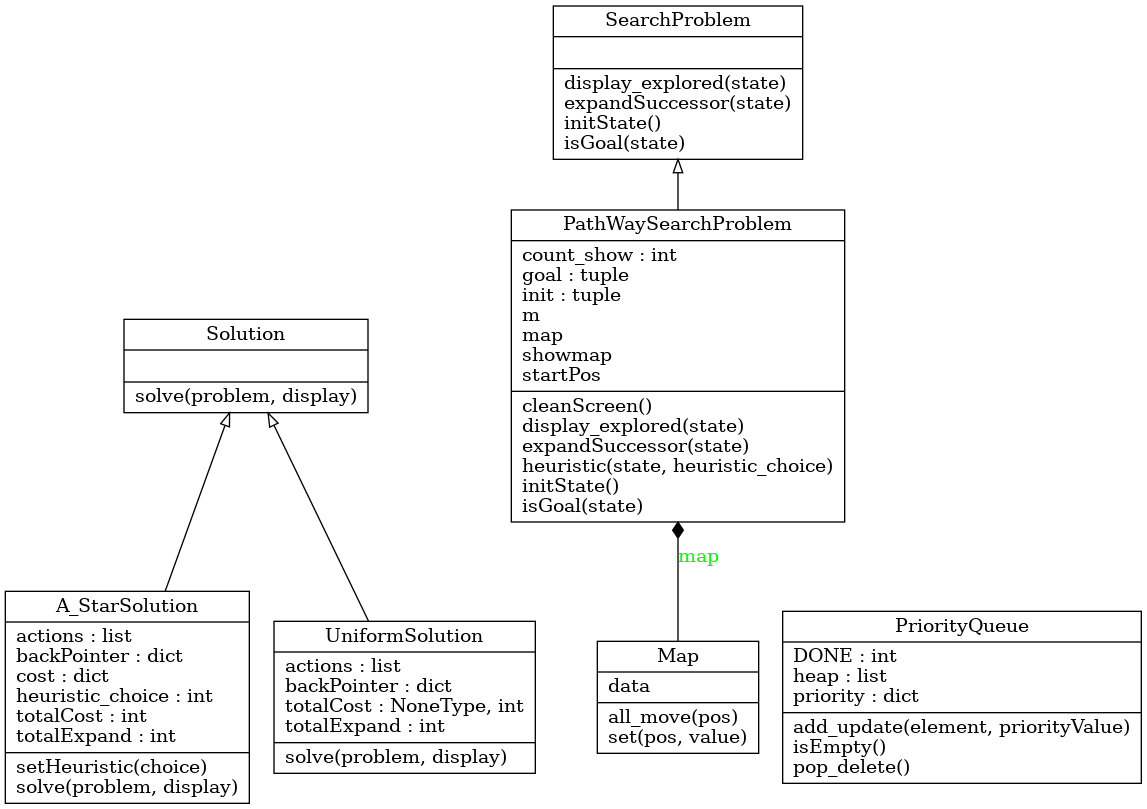 SearchProblem
display_explored(state)
expandSuccessor(state)
initState()
isGoal(state)
PathWaySearchProblem
count_show : int
goal : tuple
init : tuple
m
map
showmap
startPos
cleanScreen()
display_explored(state)
expandSuccessor(state)
heuristic(state, heuristic_choice)
initState()
isGoal(state)
Solution
solve(problem, display)
map
A_StarSolution
actions : list
backPointer : dict
cost : dict
heuristic_choice : int
totalCost : int
totalExpand : int
setHeuristic(choice)
solve(problem, display)
UniformSolution
actions : list
backPointer : dict
totalCost : NoneType, int
totalExpand : int
solve(problem, display)
Map
data
all_move(pos)
set(pos, value)
PriorityQueue
DONE : int
heap : list
priority : dict
add_update(element, priorityValue)
isEmpty()
pop_delete()